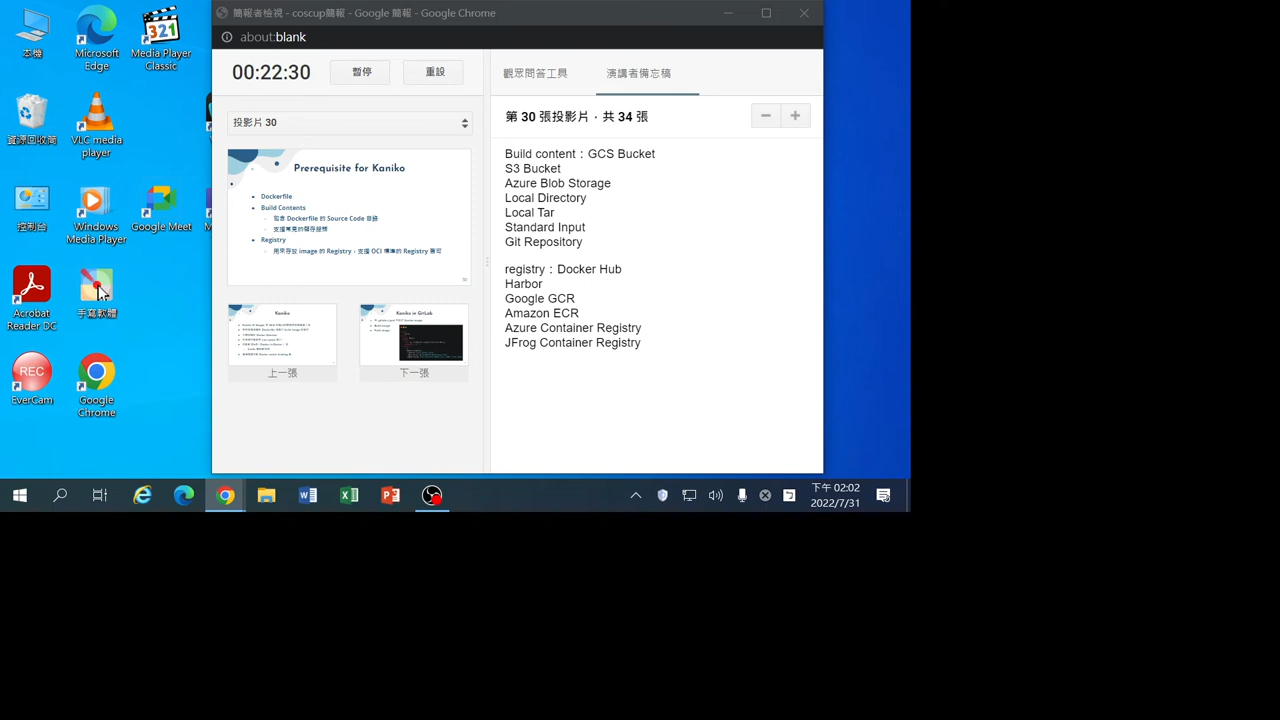 簡報者檢視 - coscup簡報 - Google 簡報 - Google Chrome
about:blank
00:22:30
暫停
重設
觀眾問答工具
演講者備忘稿
投影片 30
第 30 張投影片，共 34 張
Prerequisite for Kaniko
Dockerfile
Build Contents
包含 Dockerfile 的 Source Code 目錄
支援常見的儲存服務
Registry
用來存放 image 的 Registry，支援 OCI 標準的 Registry 皆可
30
Kaniko
上一張
Kaniko in GitLab
下一張
Build content：GCS Bucket
S3 Bucket
Azure Blob Storage
Local Directory
Local Tar
Standard Input
Git Repository
registry：Docker Hub
Harbor
Google GCR
Amazon ECR
Azure Container Registry
JFrog Container Registry
本機
Microsoft
Edge
Media Player
Classic
321
資源回收筒
VLC media
player
控制台
Windows
Media Player
Google Meet
Acrobat
Reader DC
手寫軟體
REC
EverCam
Google
Chrome
下午 02:02
2022/7/31